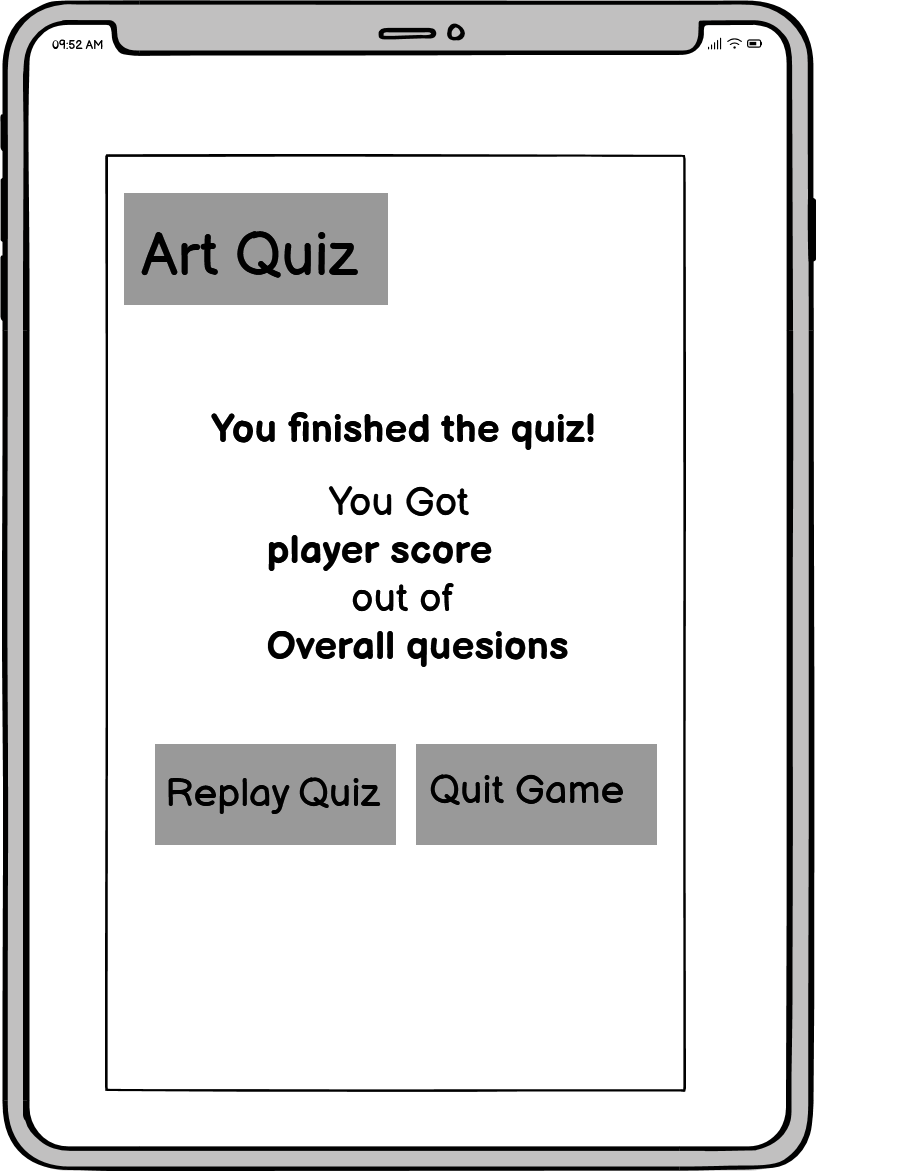 09:52 AM
Art Quiz
You finished the quiz!
You Got
player score
out of
Overall quesions
Replay Quiz
Quit Game